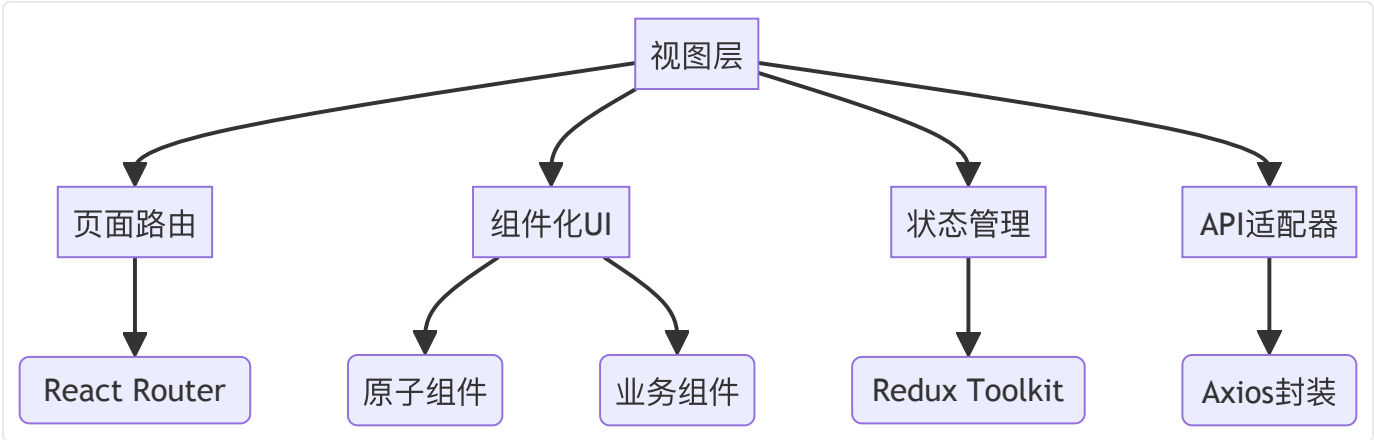 视图层
页面路由
组件化UI
状态管理
API适配器
React Router
原子组件
业务组件
Redux Toolkit
Axios封装